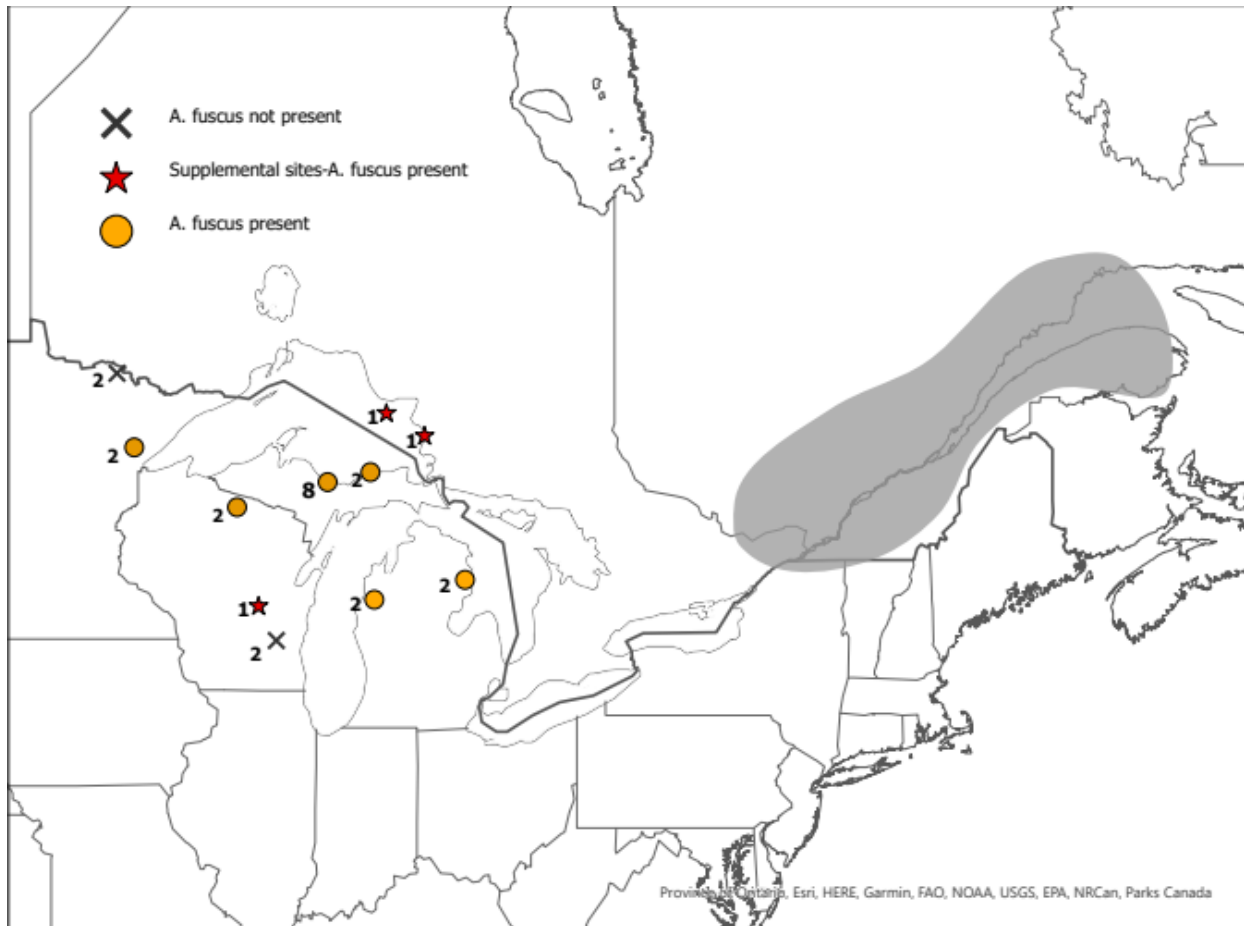 A. fuscus not present
Supplemental sites-A. fuscus present
A. fuscus present
2
1
1
2
2
8
2
2
2
1
2
Province of Ontario, Esri, HERE, Garmin, FAO, NOAA, USGS, EPA, NRCan, Parks Canada